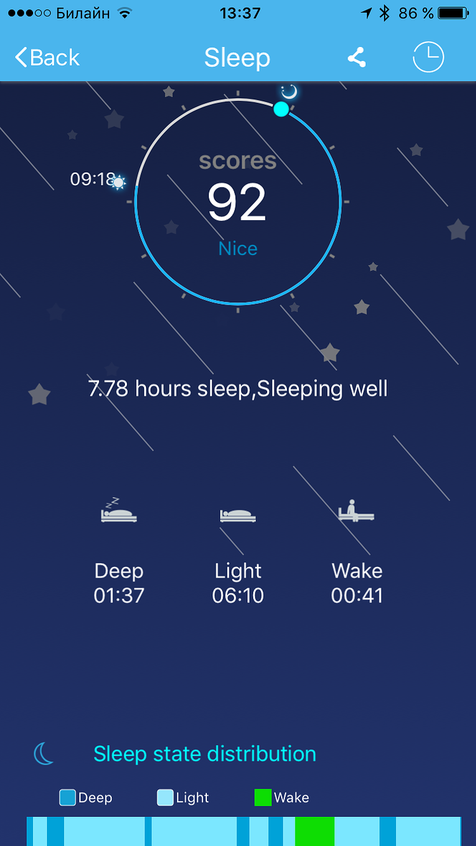 Билайн 13:37 86 %
Back Sleep
scores
09:18
92
Nice
7.78 hours sleep,Sleeping well
Deep Light Wake
01:37 06:10 00:41
Sleep state distribution
Deep Light Wake